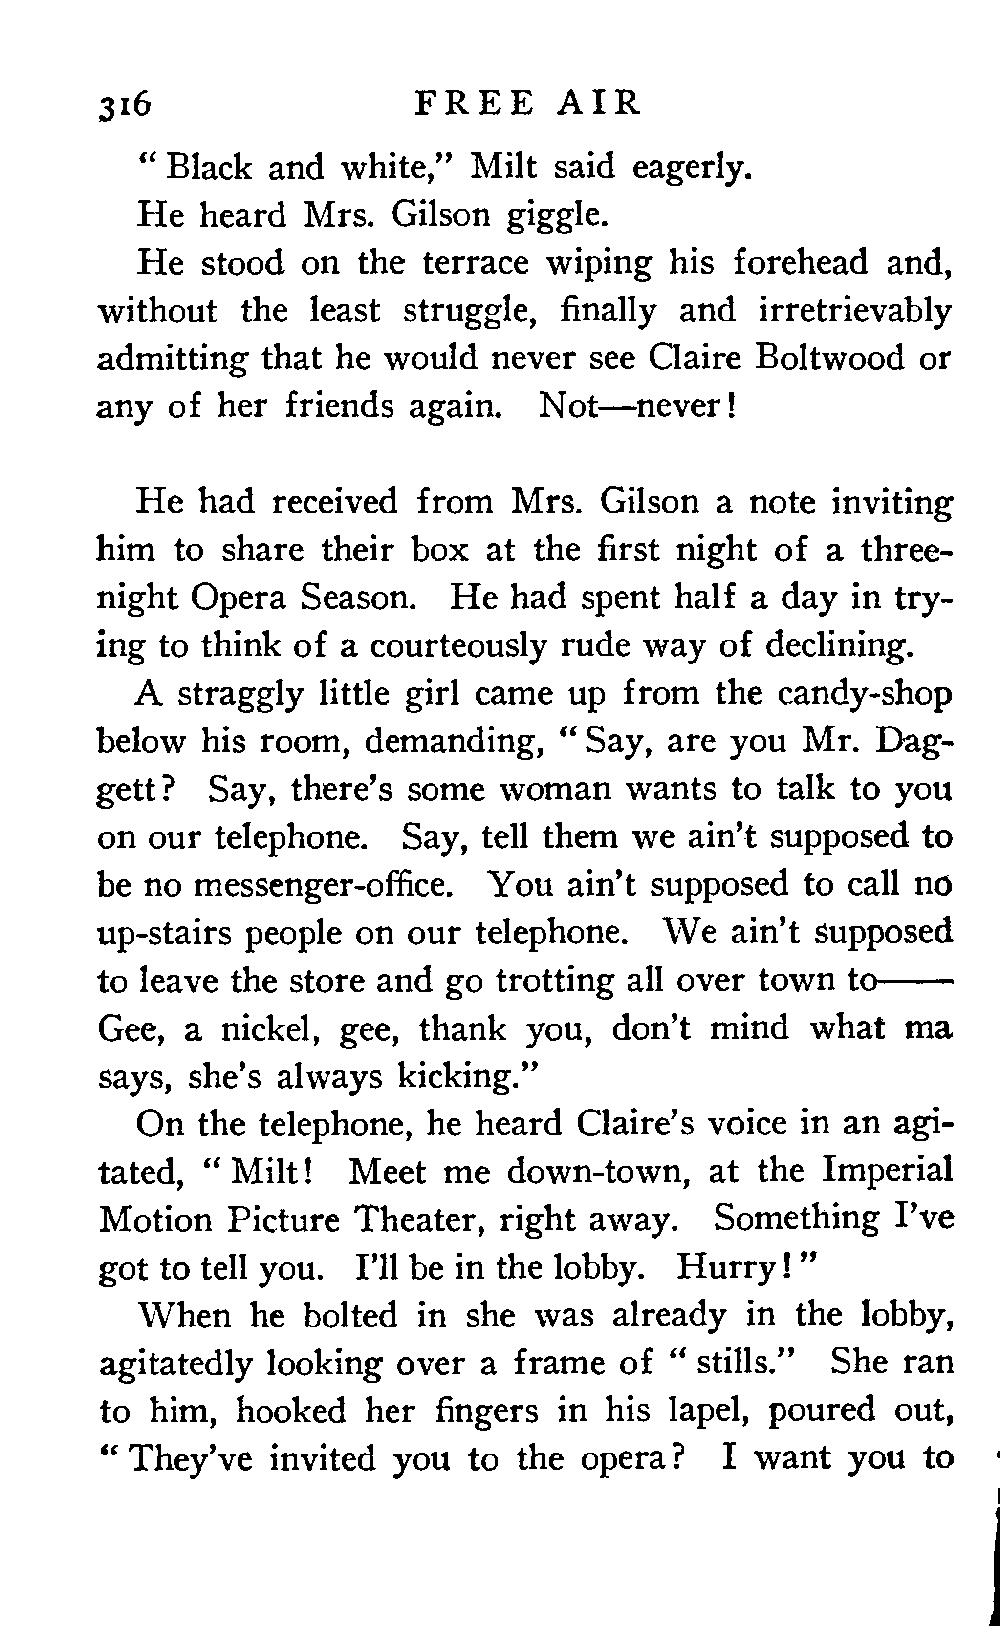 316 FREE AIR
“ Black and white,” Milt said eagerly.
He heard Mrs. Gilson giggle.
He stood on the terrace wiping his forehead and,
without the least struggle, finally and irretrievably
admitting that he would never see Claire Boltwood or
any of her friends again. Not—never!
He had received from Mrs. Gilson a note inviting
him to share their box at the first night of a three-
night Opera Season. He had spent half a day in try-
ing to think of a courteously rude way of declining.
A straggly little girl came up from the candy-shop
below his room, demanding, “ Say, are you Mr. Dag-
gett? Say, there’s some woman wants to talk to you
on our telephone. Say, tell them we ain’t supposed to
be no messenger-office. You ain’t supposed to call no
up-stairs people on our telephone. We ain’t supposed
to leave the store and go trotting all over town to——
Gee, a nickel, gee, thank you, don’t mind what ma
says, she’s always kicking.”
On the telephone, he heard Claire’s voice in an agi-
tated, “ Milt! Meet me down-town, at the Imperial
Motion Picture Theater, right away. Something I’ve
got to tell you. I’ll be in the lobby. Hurry! ”
When he bolted in she was already in the lobby,
agitatedly looking over a frame of “ stills.” She ran
to him, hooked her fingers in his lapel, poured out,
“ They’ve invited you to the opera? I want you to